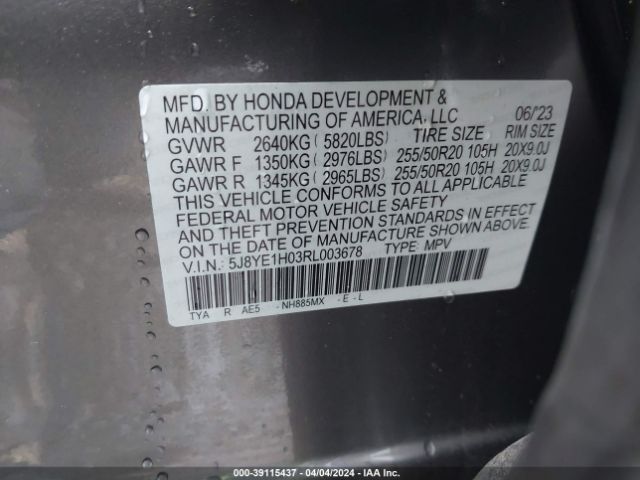 MFD. BY HONDA DEVELOPMENT &
MANUFACTURING OF AMERICA, LLC 06/'23
GVWR 2640KG ( 5820LBS) TIRE SIZE RIM SIZE
GAWR F 1350KG ( 2976LBS) 255/50R20 105H 20X9.0J
GAWR R 1345KG ( 2965LBS) 255/50R20 105H 20X9.0J
THIS VEHICLE CONFORMS TO ALL APPLICABLE
FEDERAL MOTOR VEHICLE SAFETY
AND THEFT PREVENTION STANDARDS IN EFFECT
ON THE DATE OF MANUFACTURE SHOWN ABOVE.
V.I.N.: 5J8YE1H03RL003678 TYPE: MPV
TYA R AE5 -NH885MX -E-L
000-39115437 - 04/04/2024 - IAA Inc.